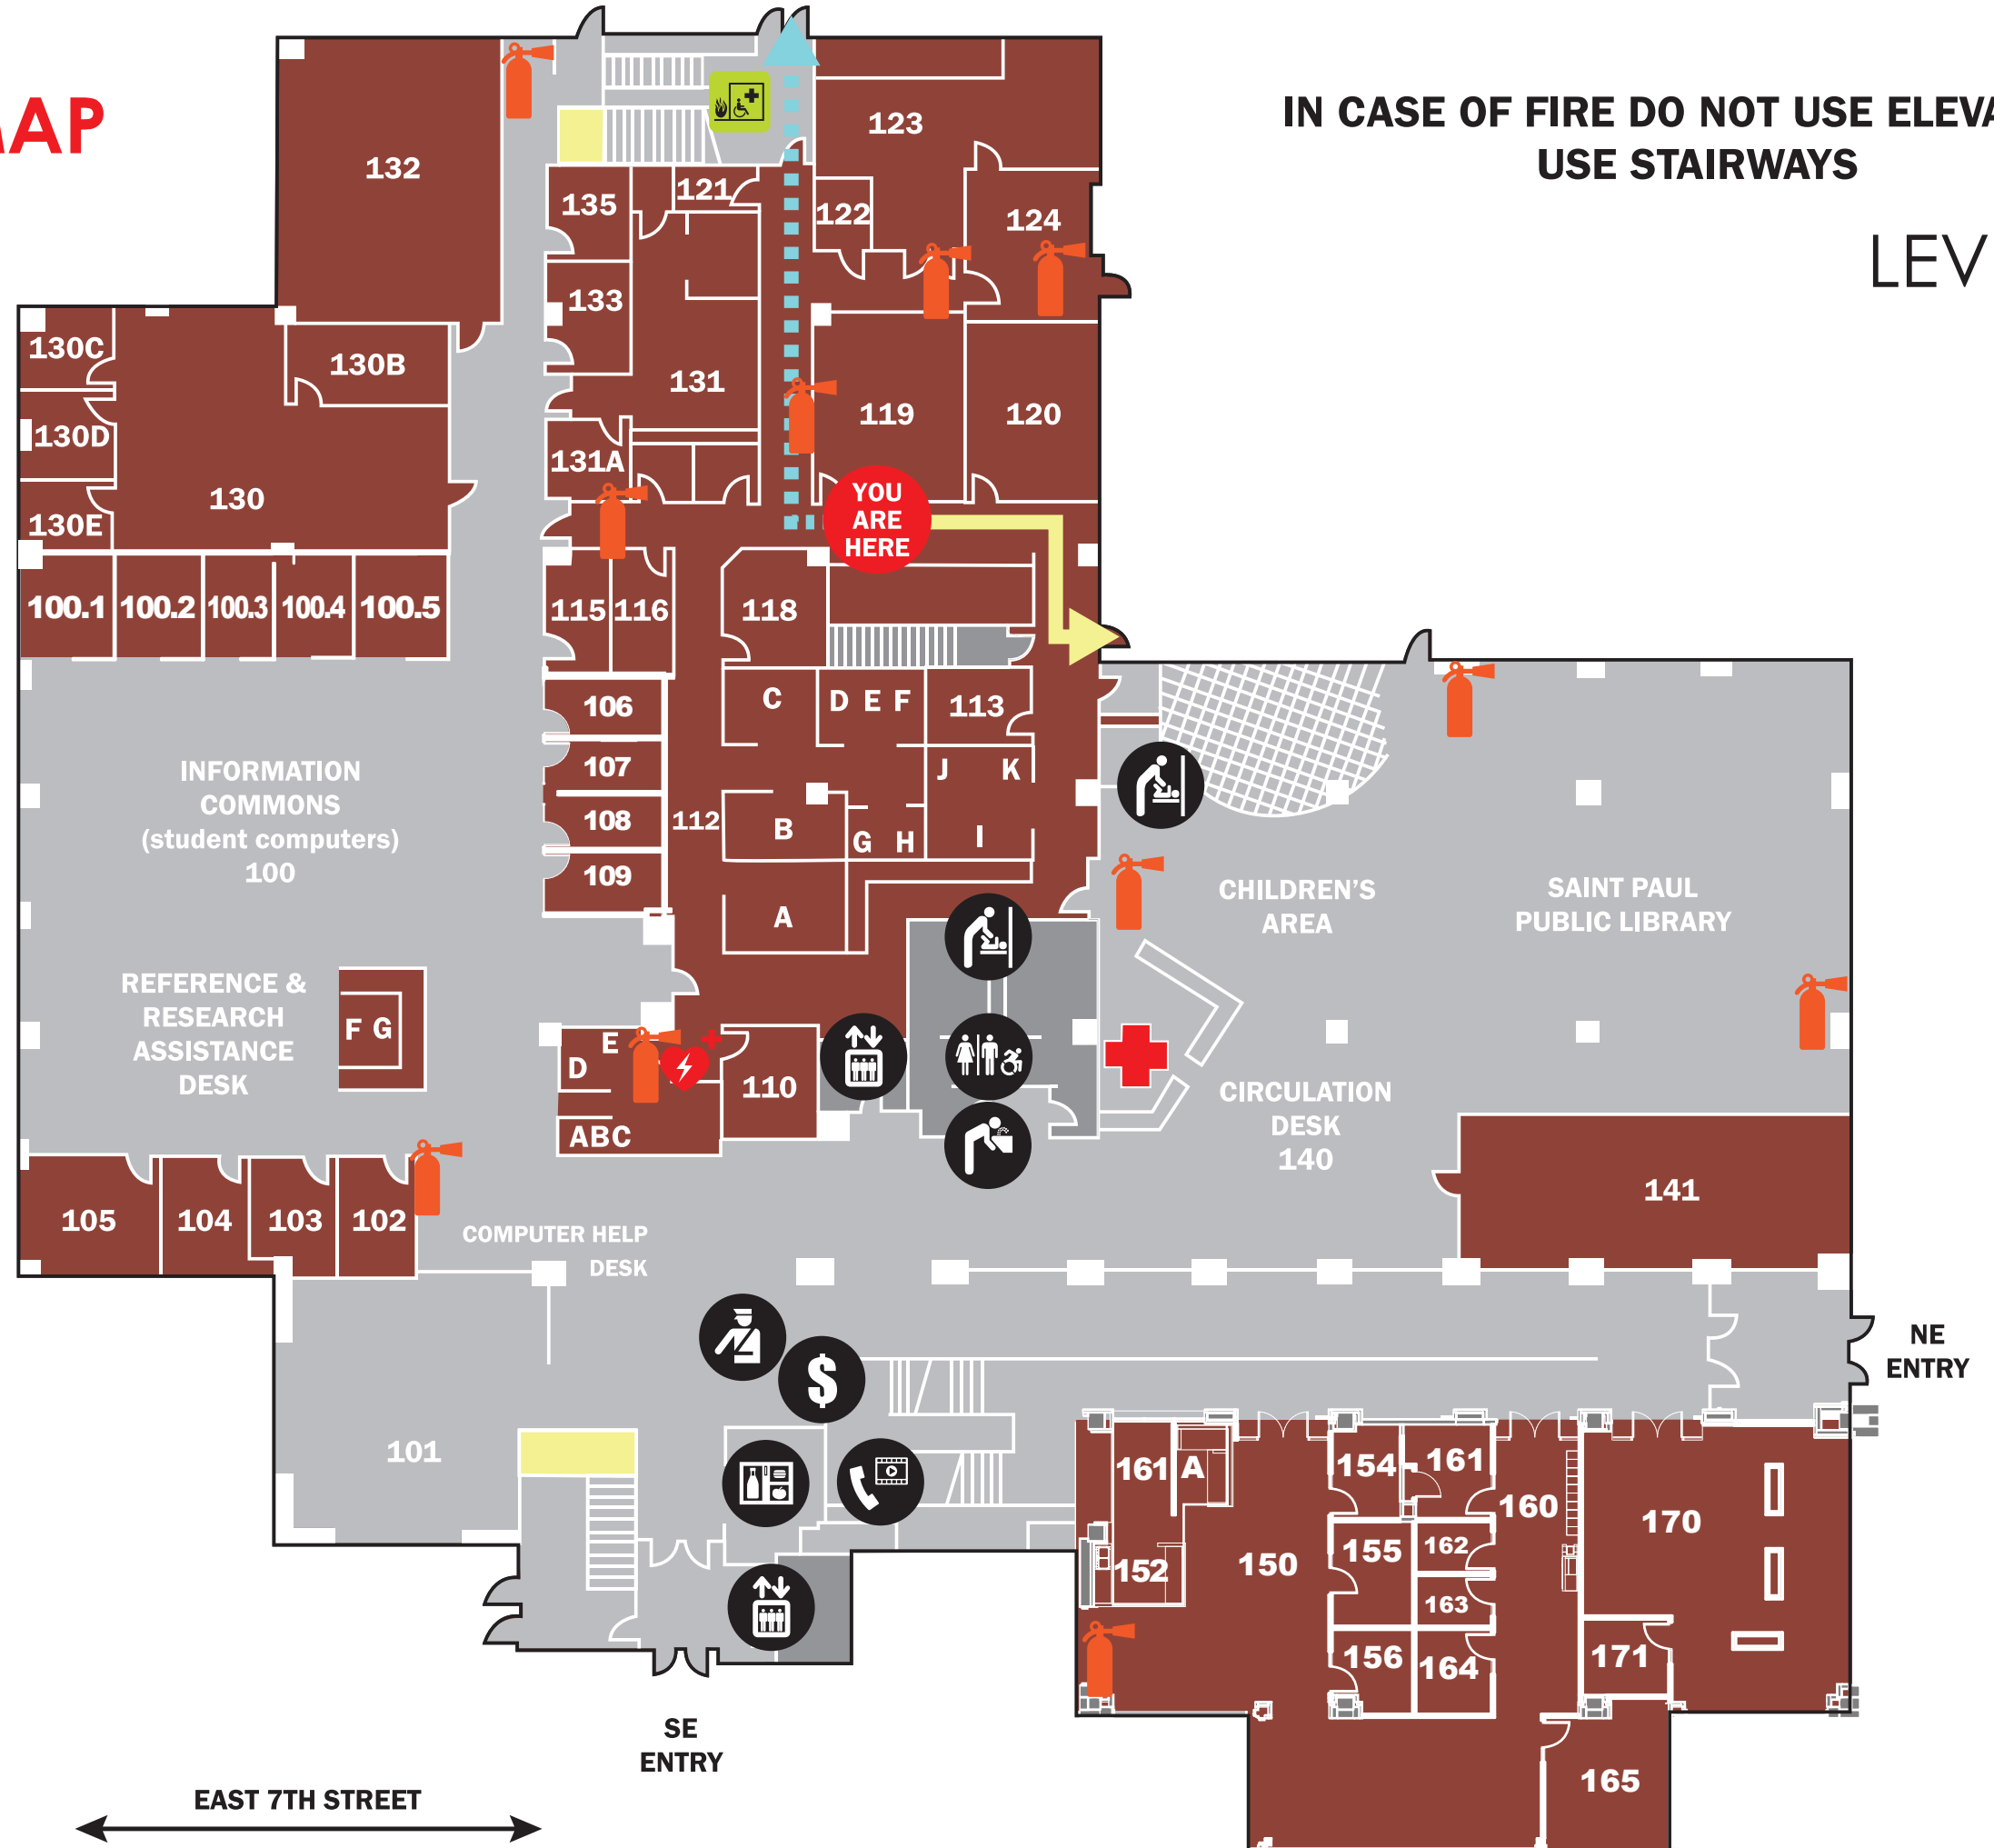 MAP
IN CASE OF FIRE DO NOT USE ELEVA
USE STAIRWAYS
LEV
123
132
121
135
122
124
133
130C
130B
131
119
120
130D
131A
130
130E
YOU
ARE
HERE
100.1
100.2
100.3
100.4
100.5
115
116
118
106
C
D E F
113
107
J
K
INFORMATION
COMMONS
(student computers)
100
108
112
B
G
H
I
109
A
CHILDREN'S
AREA
SAINT PAUL
PUBLIC LIBRARY
REFERENCE &
RESEARCH
ASSISTANCE
DESK
F G
E
D
110
ABC
CIRCULATION
DESK
140
141
105
104
103
102
COMPUTER HELP
DESK
$
NE
ENTRY
101
161
A
154
161
160
170
152
150
155
162
163
156
164
171
165
SE
ENTRY
EAST 7TH STREET